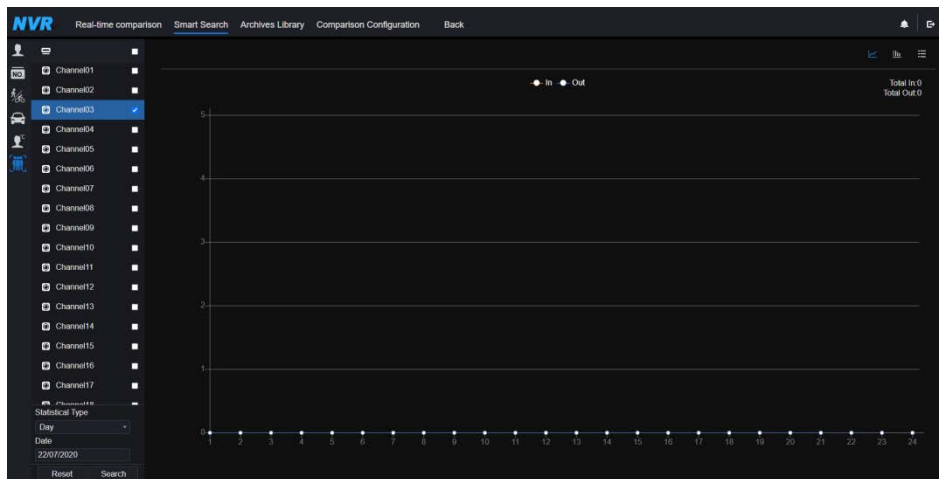 NVR Real-time comparison Smart Search Archives Library Comparison Configuration Back
NO
°C
Channel01
Channel02
Channel03
Channel04
Channel05
Channel06
Channel07
Channel08
Channel09
Channel10
Channel11
Channel12
Channel13
Channel14
Channel15
Channel16
Channel17
Channel18
Statistical Type
Day
Date
22/07/2020
Reset Search
In Out
Total In:0
Total Out:0
5
4
3
2
1
0
1 2 3 4 5 6 7 8 9 10 11 12 13 14 15 16 17 18 19 20 21 22 23 24